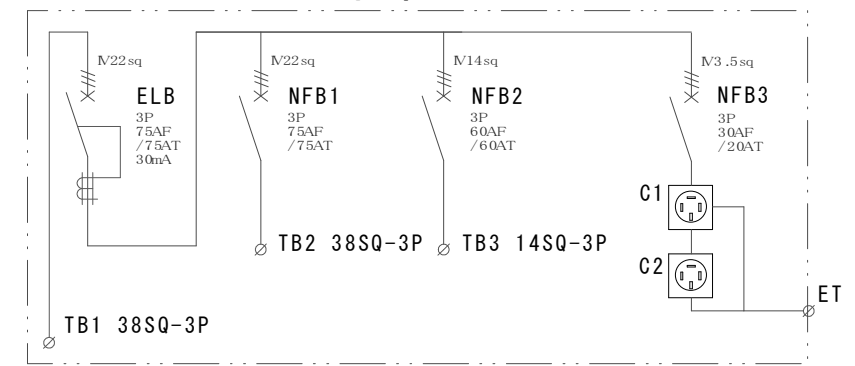 IV22sq
ELB
3P
75AF
/75AT
30mA
IV22sq
NFB1
3P
75AF
/75AT
IV14sq
NFB2
3P
60AF
/60AT
IV3.5sq
NFB3
3P
30AF
/20AT
C1
C2
TB2 38SQ-3P
TB3 14SQ-3P
ET
TB1 38SQ-3P